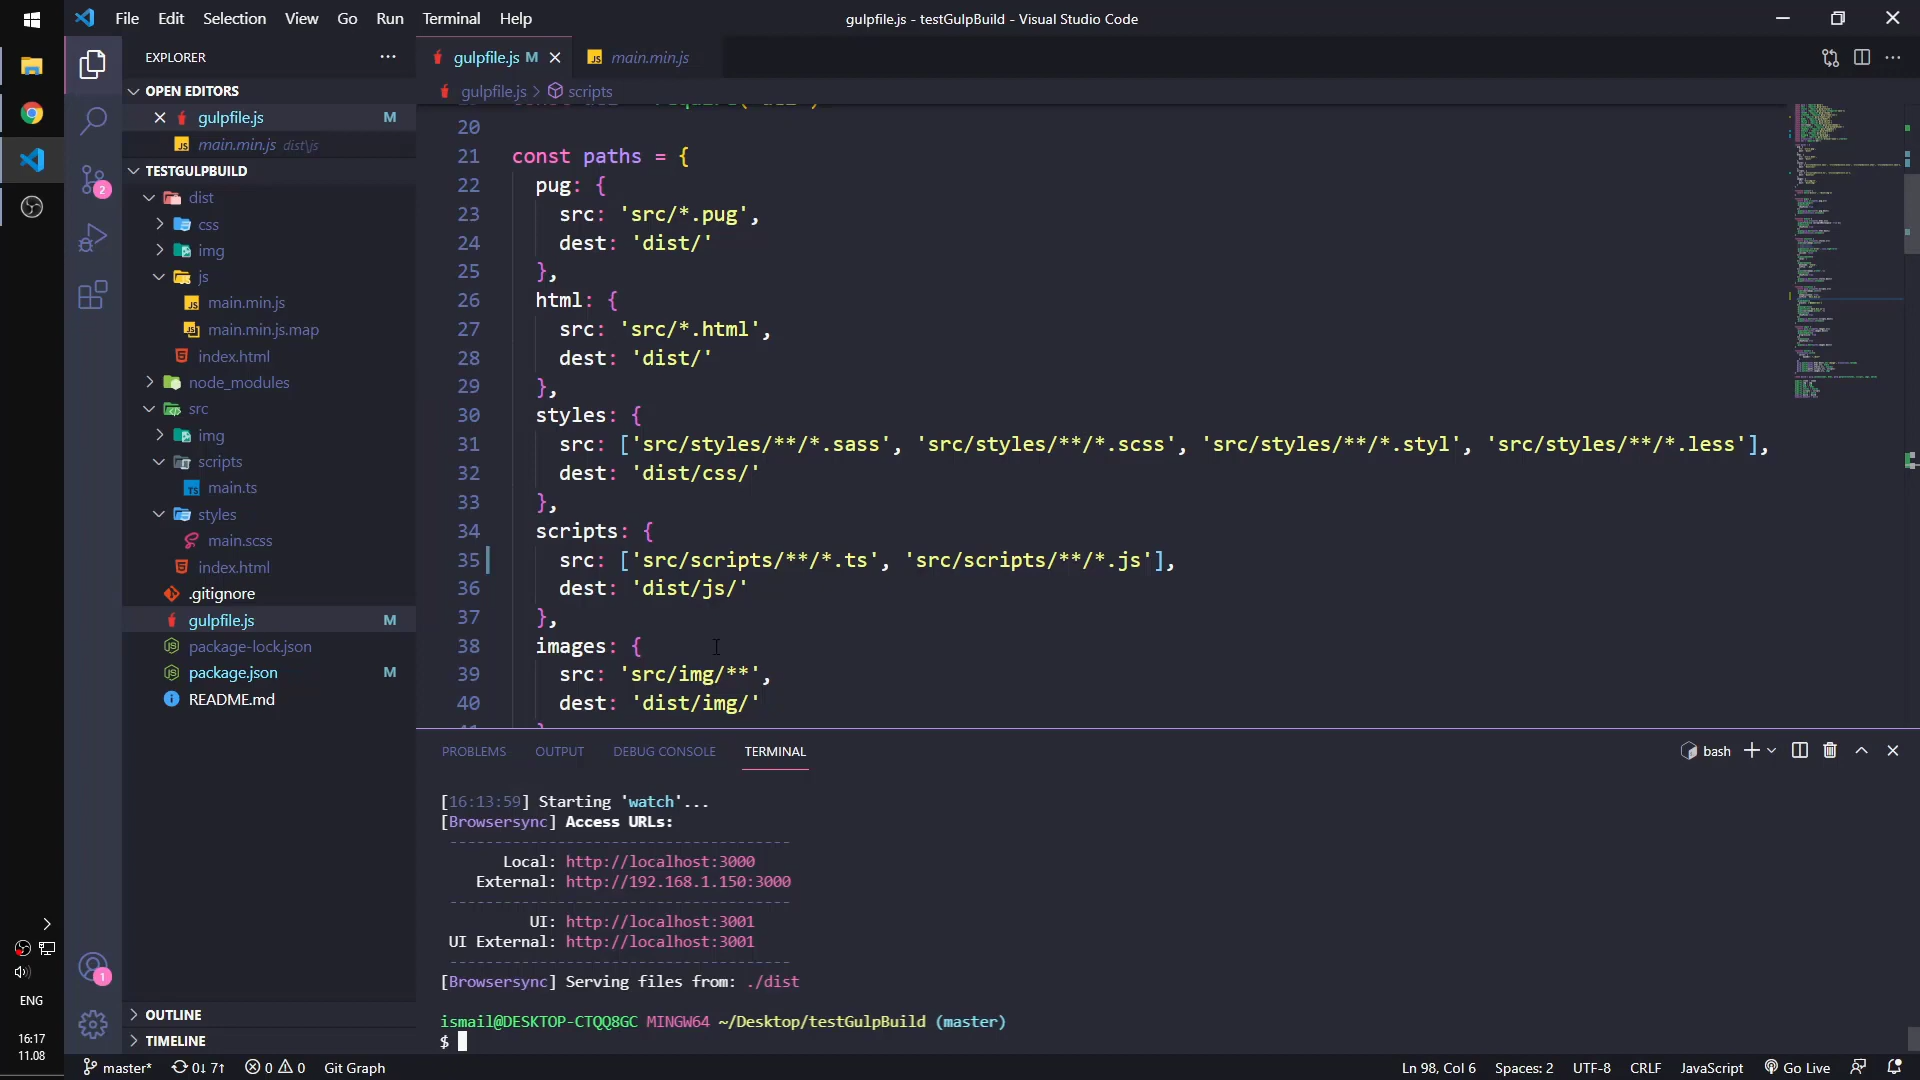 File Edit Selection View Go Run Terminal Help
gulpfile.js - testGulpBuild - Visual Studio Code
EXPLORER
OPEN EDITORS
gulpfile.js M
main.min.js dist\js
TESTGULPBUILD
dist
css
img
js
main.min.js
main.min.js.map
index.html
node_modules
src
img
scripts
main.ts
styles
main.scss
index.html
.gitignore
gulpfile.js M
package-lock.json
package.json M
README.md
OUTLINE
TIMELINE
2
1
ENG
16:17
11.08
gulpfile.js M
main.min.js
gulpfile.js > scripts
20
21 const paths = {
22 pug: {
23 src: 'src/*.pug',
24 dest: 'dist/'
25 },
26 html: {
27 src: 'src/*.html',
28 dest: 'dist/'
29 },
30 styles: {
31 src: ['src/styles/**/*.sass', 'src/styles/**/*.scss', 'src/styles/**/*.styl', 'src/styles/**/*.less'],
32 dest: 'dist/css/'
33 },
34 scripts: {
35 src: ['src/scripts/**/*.ts', 'src/scripts/**/*.js'],
36 dest: 'dist/js/'
37 },
38 images: {
39 src: 'src/img/**',
40 dest: 'dist/img/'
PROBLEMS OUTPUT DEBUG CONSOLE TERMINAL
bash
[16:13:59] Starting 'watch'...
[Browsersync] Access URLs:
--------------------------------------
Local: http://localhost:3000
External: http://192.168.1.150:3000
--------------------------------------
UI: http://localhost:3001
UI External: http://localhost:3001
--------------------------------------
[Browsersync] Serving files from: ./dist
ismail@DESKTOP-CTQQ8GC MINGW64 ~/Desktop/testGulpBuild (master)
$
master* 0↓ 7↑ 0 0 Git Graph
Ln 98, Col 6 Spaces: 2 UTF-8 CRLF JavaScript Go Live